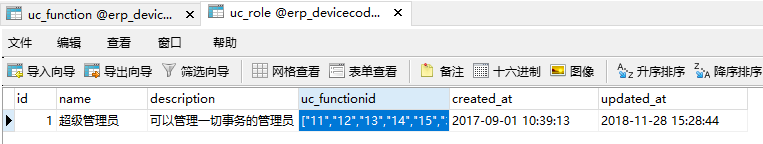 uc_function @erp_devic... uc_role @erp_devicecod...
文件 编辑 查看 窗口 帮助
导入向导 导出向导 筛选向导 网格查看 表单查看 备注 十六进制 图像 升序排序 降序排序
id name description uc_functionid created_at updated_at
1 超级管理员 可以管理一切事务的管理员 ["11","12","13","14","15", 2017-09-01 10:39:13 2018-11-28 15:28:44